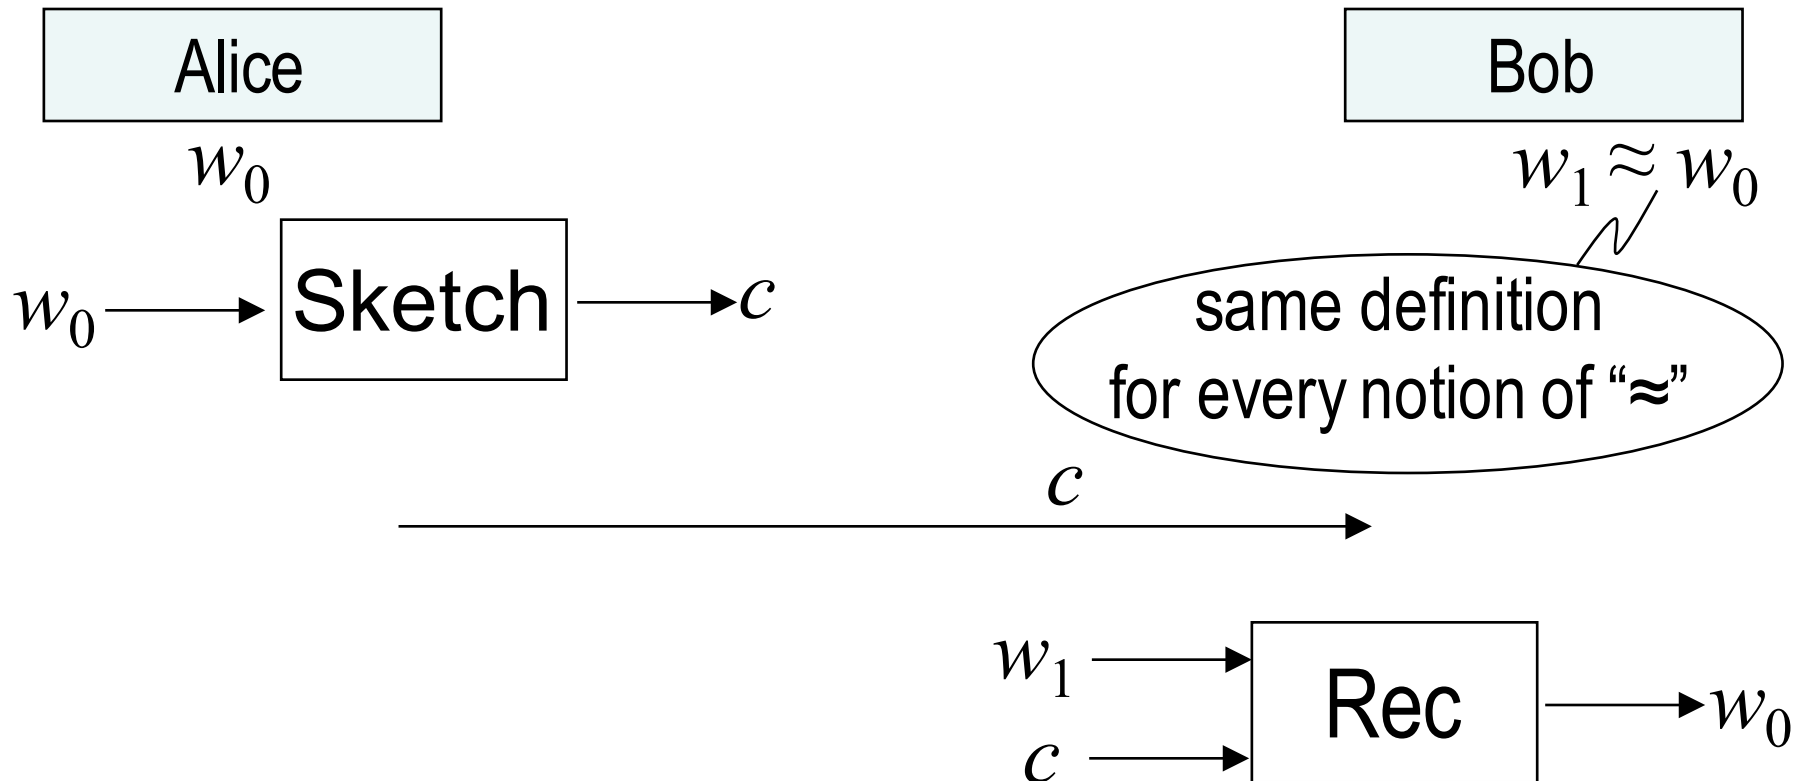 Alice
Bob
w₀
w₁ ≈ w₀
w₀
Sketch
c
same definition
for every notion of “≈”
c
w₁
c
Rec
w₀